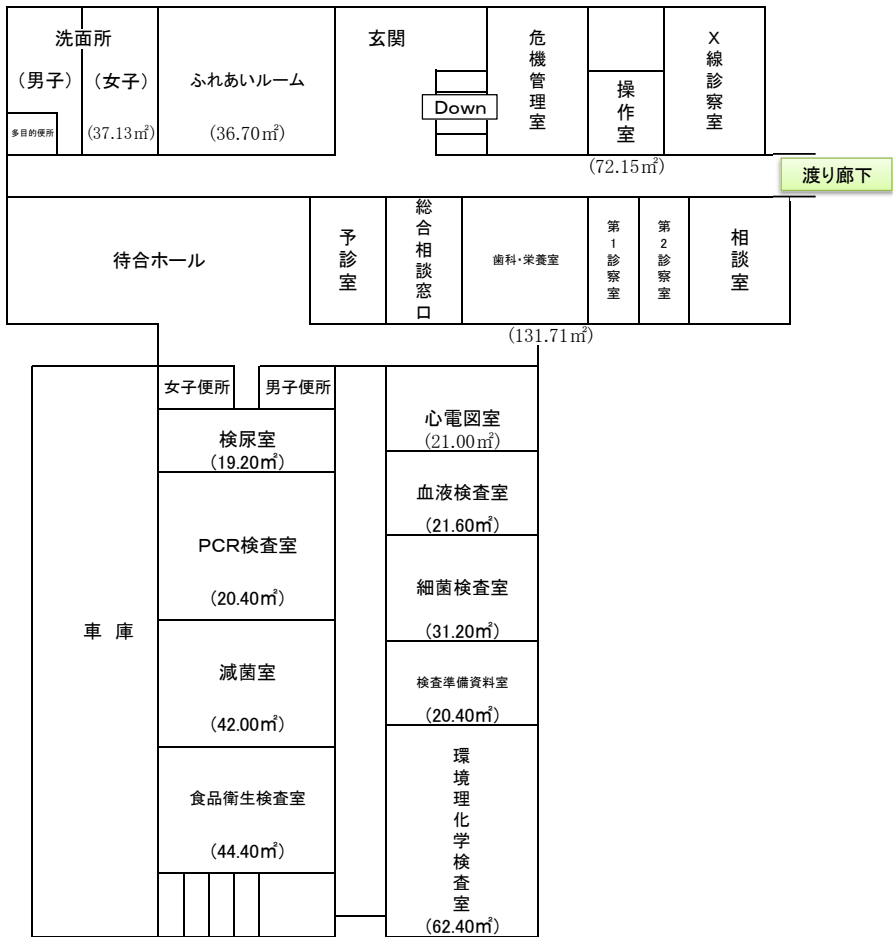 洗面所
（男子）
（女子）
多目的便所
(37.13㎡)
ふれあいルーム
(36.70㎡)
玄関
Down
危機管理室
操作室
X線診察室
(72.15㎡)
渡り廊下
待合ホール
予診室
総合相談窓口
歯科・栄養室
第1診察室
第2診察室
相談室
(131.71㎡)
女子便所
男子便所
検尿室
(19.20㎡)
PCR検査室
(20.40㎡)
車 庫
減菌室
(42.00㎡)
食品衛生検査室
(44.40㎡)
心電図室
(21.00㎡)
血液検査室
(21.60㎡)
細菌検査室
(31.20㎡)
検査準備資料室
(20.40㎡)
環境理化学検査室
(62.40㎡)